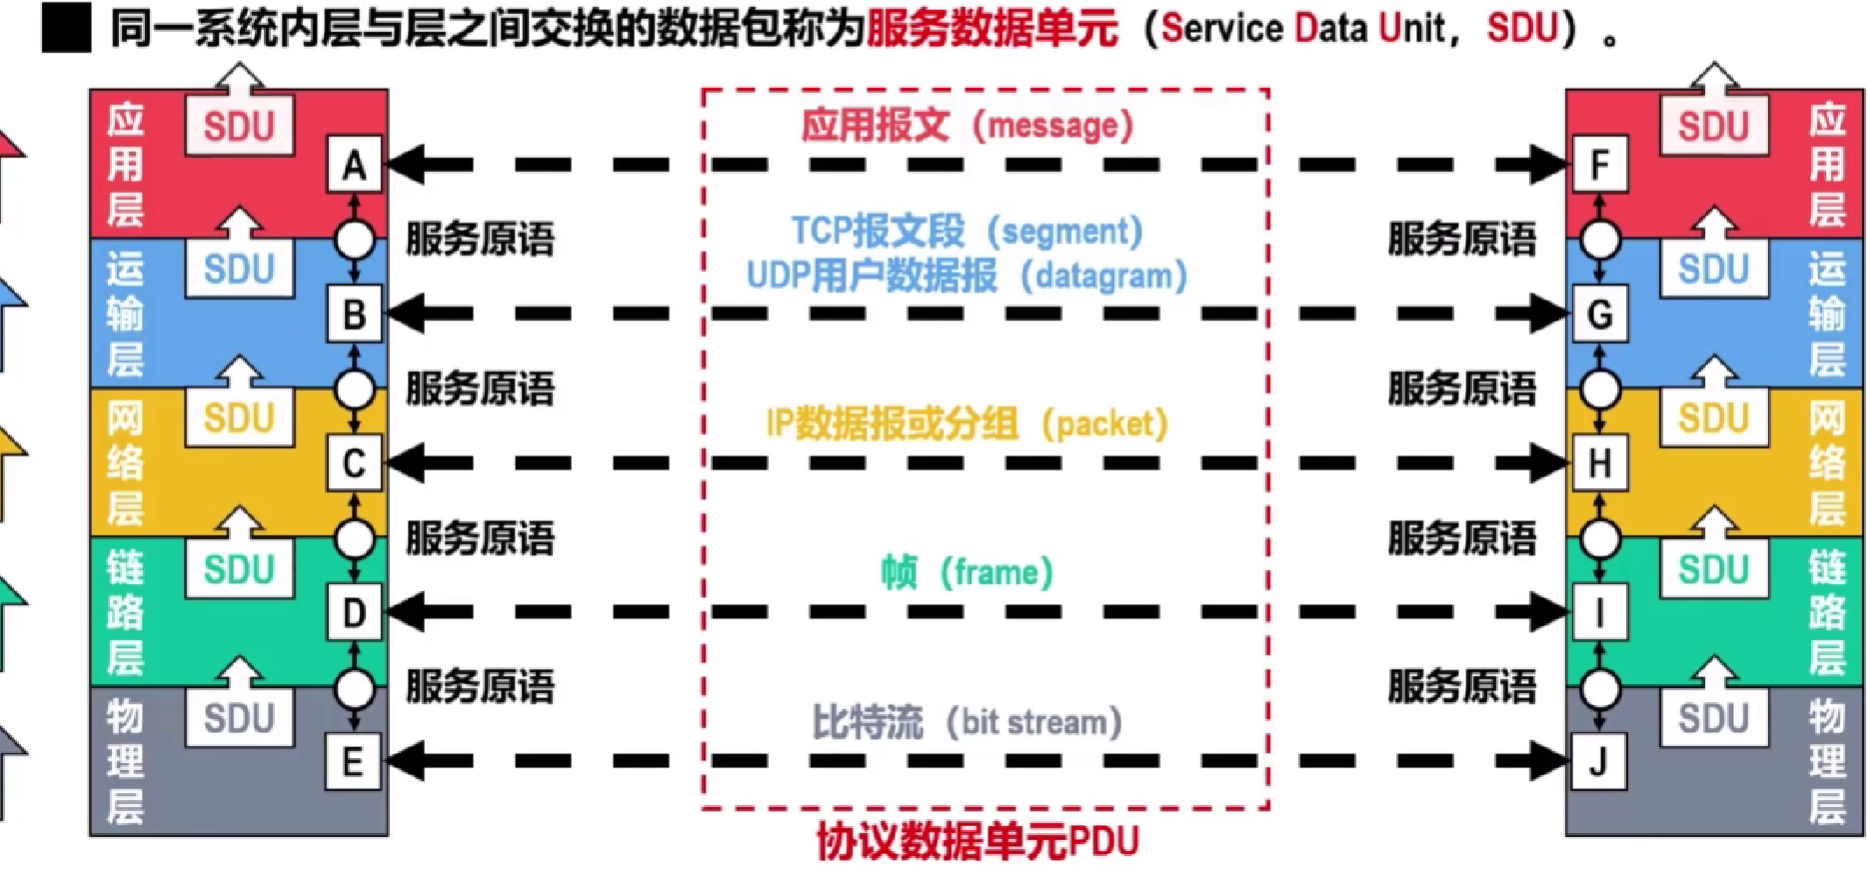 同一系统内层与层之间交换的数据包称为服务数据单元（Service Data Unit，SDU）。
应用层
SDU
A
应用报文（message）
F
SDU
应用层
服务原语
TCP报文段（segment）
服务原语
运输层
SDU
UDP用户数据报（datagram）
SDU
运输层
B
G
服务原语
服务原语
网络层
SDU
IP数据报或分组（packet）
SDU
网络层
C
H
服务原语
服务原语
链路层
SDU
帧（frame）
SDU
链路层
D
I
服务原语
服务原语
物理层
SDU
比特流（bit stream）
SDU
物理层
E
J
协议数据单元PDU